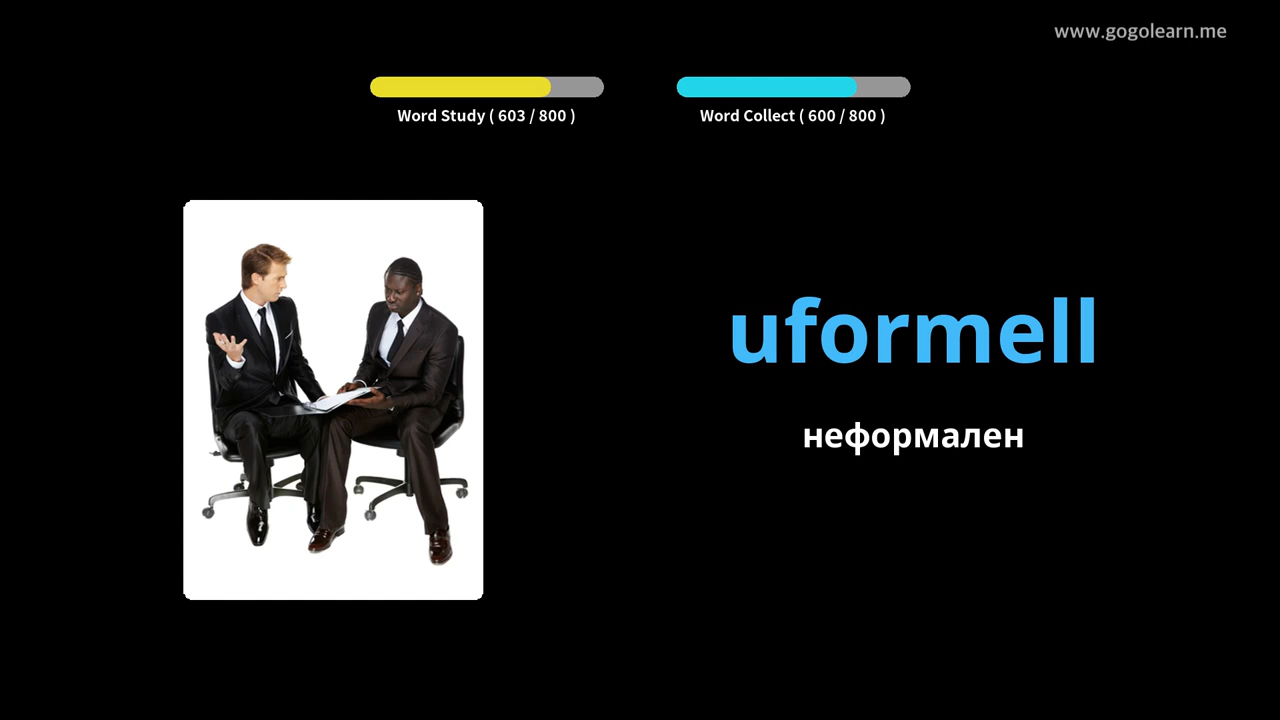 www.gogolearn.me
Word Study ( 603 / 800 )
Word Collect ( 600 / 800 )
uformell
неформален